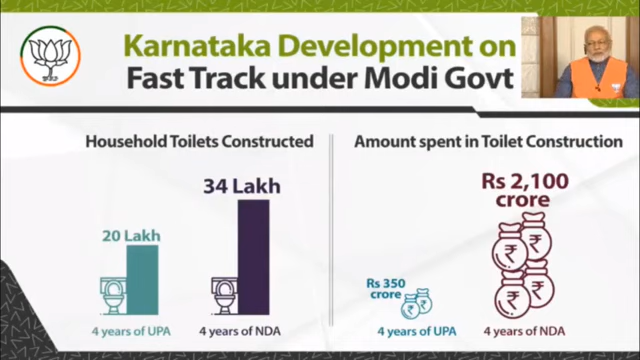 Karnataka Development on
Fast Track under Modi Govt
Household Toilets Constructed
34 Lakh
20 Lakh
4 years of UPA
4 years of NDA
Amount spent in Toilet Construction
Rs 2,100
crore
Rs 350
crore
₹
₹
₹
₹
₹
₹
4 years of UPA
4 years of NDA